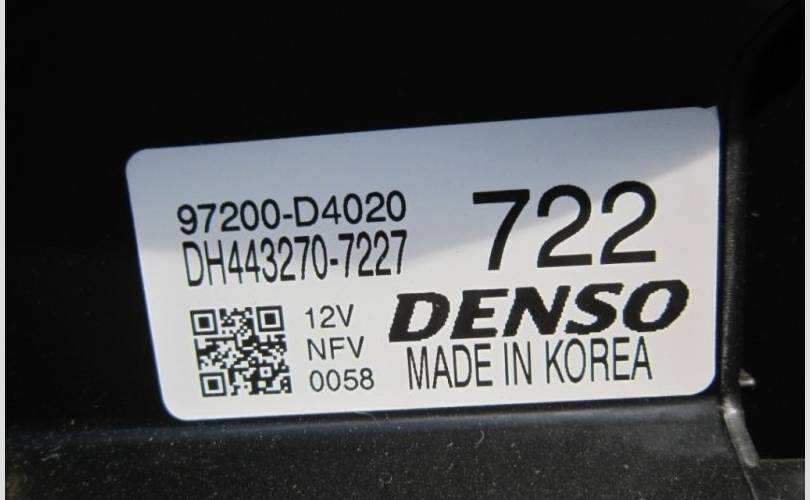 97200-D4020
DH443270-7227
722
12V
NFV
0058
DENSO
MADE IN KOREA